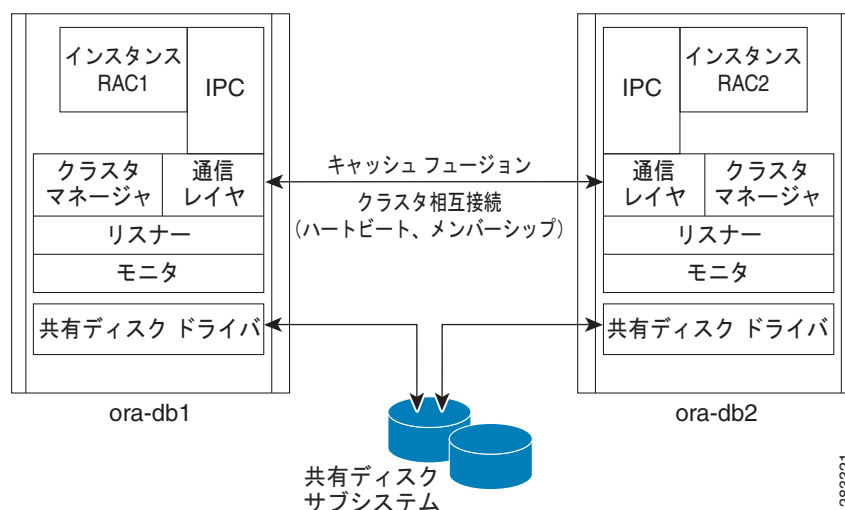 インスタンス
RAC1
IPC
クラスタ
マネージャ
通信
レイヤ
リスナー
モニタ
共有ディスク ドライバ
ora-db1
キャッシュ フュージョン
クラスタ相互接続
(ハートビート、メンバーシップ)
IPC
インスタンス
RAC2
通信
レイヤ
クラスタ
マネージャ
リスナー
モニタ
共有ディスク ドライバ
ora-db2
共有ディスク
サブシステム